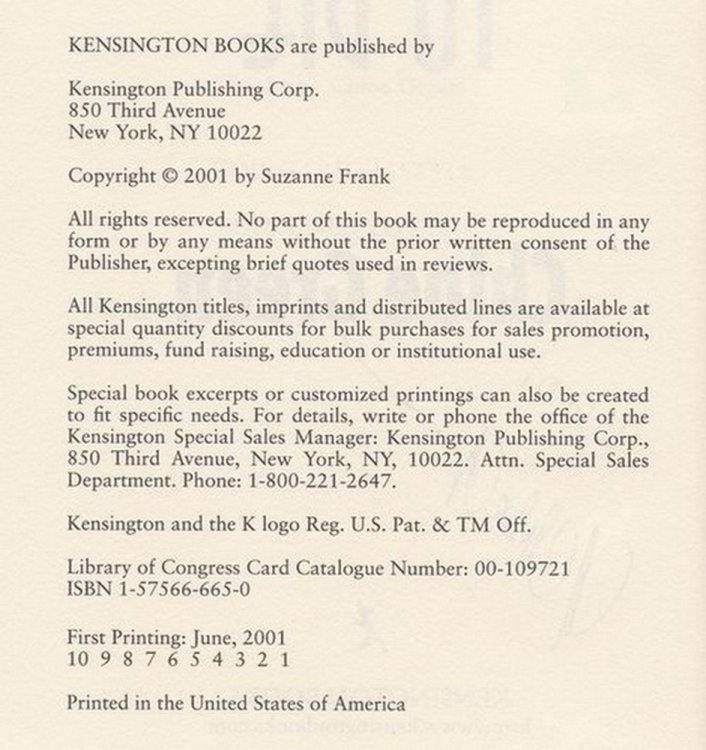 KENSINGTON BOOKS are published by
Kensington Publishing Corp.
850 Third Avenue
New York, NY 10022
Copyright © 2001 by Suzanne Frank
All rights reserved. No part of this book may be reproduced in any
form or by any means without the prior written consent of the
Publisher, excepting brief quotes used in reviews.
All Kensington titles, imprints and distributed lines are available at
special quantity discounts for bulk purchases for sales promotion,
premiums, fund raising, education or institutional use.
Special book excerpts or customized printings can also be created
to fit specific needs. For details, write or phone the office of the
Kensington Special Sales Manager: Kensington Publishing Corp.,
850 Third Avenue, New York, NY, 10022. Attn. Special Sales
Department. Phone: 1-800-221-2647.
Kensington and the K logo Reg. U.S. Pat. & TM Off.
Library of Congress Card Catalogue Number: 00-109721
ISBN 1-57566-665-0
First Printing: June, 2001
10 9 8 7 6 5 4 3 2 1
Printed in the United States of America